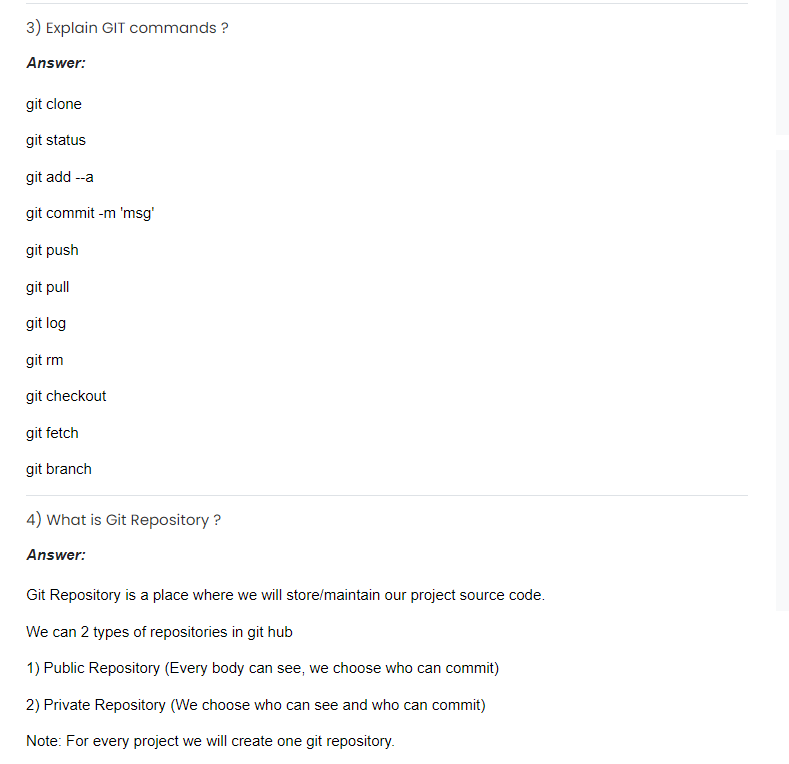 3) Explain GIT commands ?
Answer:
git clone
git status
git add --a
git commit -m 'msg'
git push
git pull
git log
git rm
git checkout
git fetch
git branch
4) What is Git Repository ?
Answer:
Git Repository is a place where we will store/maintain our project source code.
We can 2 types of repositories in git hub
1) Public Repository (Every body can see, we choose who can commit)
2) Private Repository (We choose who can see and who can commit)
Note: For every project we will create one git repository.